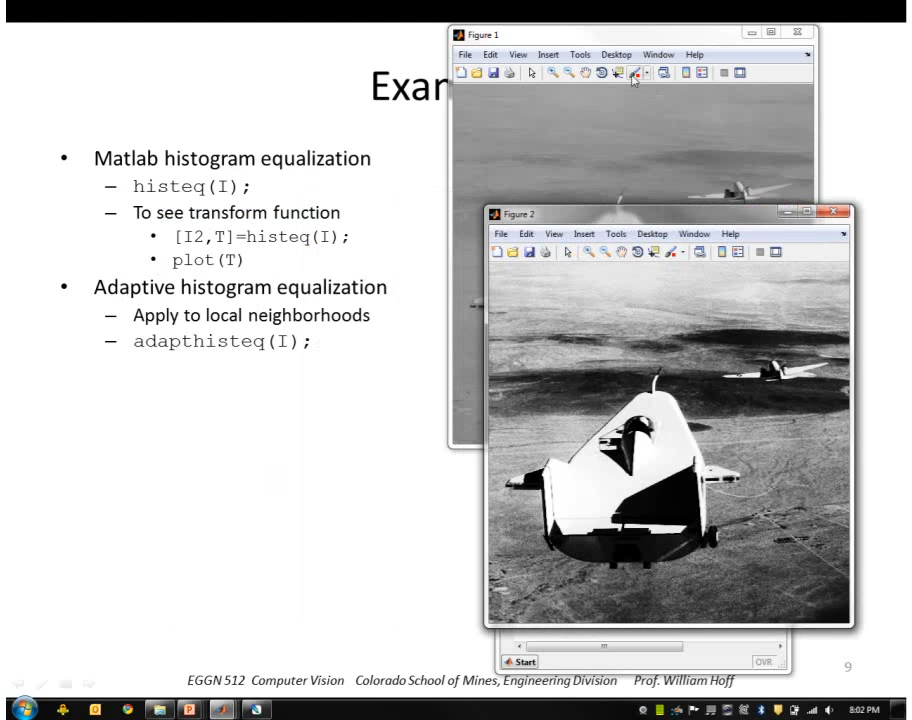 Figure 1
File Edit View Insert Tools Desktop Window Help
Exam
• Matlab histogram equalization
– histeq(I);
– To see transform function
• [I2,T]=histeq(I);
• plot(T)
• Adaptive histogram equalization
– Apply to local neighborhoods
– adapthisteq(I);
Figure 2
File Edit View Insert Tools Desktop Window Help
Start
OVR
9
EGGN 512 Computer Vision Colorado School of Mines, Engineering Division Prof. William Hoff
8:02 PM